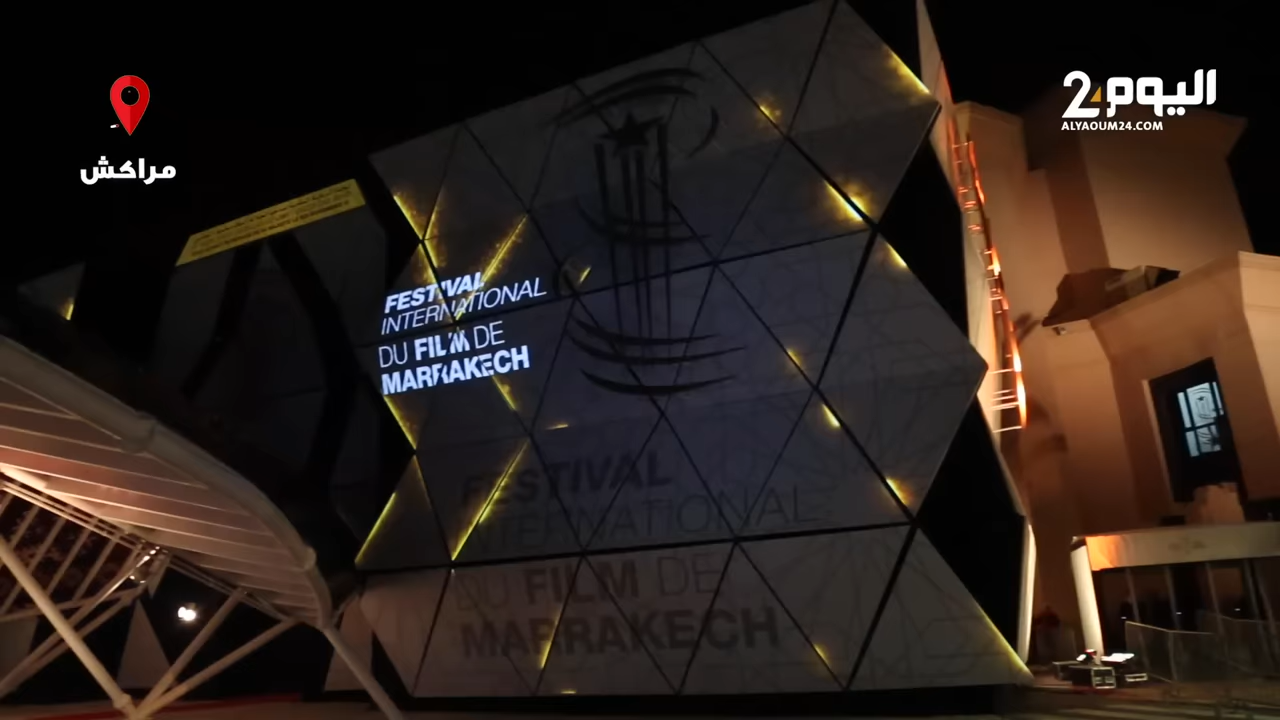 مراكش
اليوم24
ALYAOUM24.COM
FESTIVAL
INTERNATIONAL
DU FILM DE
MARRAKECH
FESTIVAL
INTERNATIONAL
DU FILM DE
MARRAKECH